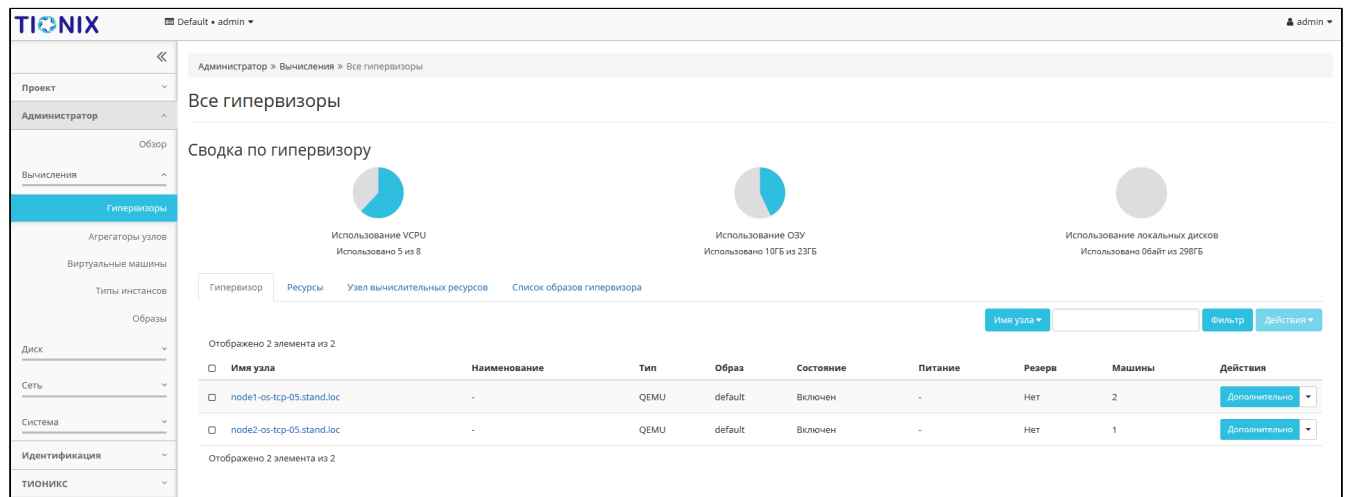 TIONIX
Default • admin
admin
Администратор » Вычисления » Все гипервизоры
Проект
Администратор
Обзор
Вычисления
Гипервизоры
Агрегаторы узлов
Виртуальные машины
Типы инстансов
Образы
Диск
Сеть
Система
Идентификация
ТИОНИКС
Все гипервизоры
Сводка по гипервизору
Использование VCPU
Использовано 5 из 8
Использование ОЗУ
Использовано 10ГБ из 23ГБ
Использование локальных дисков
Использовано 0байт из 298ГБ
Гипервизор Ресурсы Узел вычислительных ресурсов Список образов гипервизора
Имя узла Фильтр Действия
Отображено 2 элемента из 2
Имя узла Наименование Тип Образ Состояние Питание Резерв Машины Действия
node1-os-tcp-05.stand.loc - QEMU default Включен - Нет 2 Дополнительно
node2-os-tcp-05.stand.loc - QEMU default Включен - Нет 1 Дополнительно
Отображено 2 элемента из 2